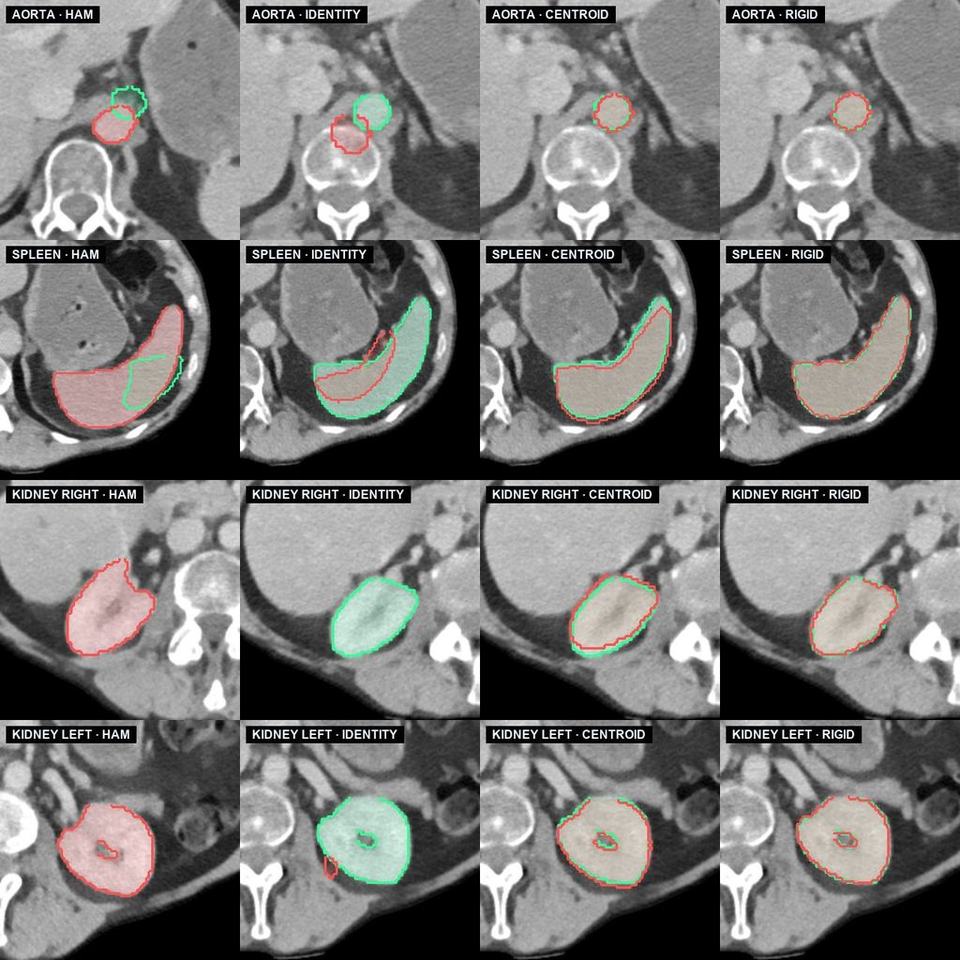 AORTA · HAM
AORTA · IDENTITY
AORTA · CENTROID
AORTA · RIGID
SPLEEN · HAM
SPLEEN · IDENTITY
SPLEEN · CENTROID
SPLEEN · RIGID
KIDNEY RIGHT · HAM
KIDNEY RIGHT · IDENTITY
KIDNEY RIGHT · CENTROID
KIDNEY RIGHT · RIGID
KIDNEY LEFT · HAM
KIDNEY LEFT · IDENTITY
KIDNEY LEFT · CENTROID
KIDNEY LEFT · RIGID